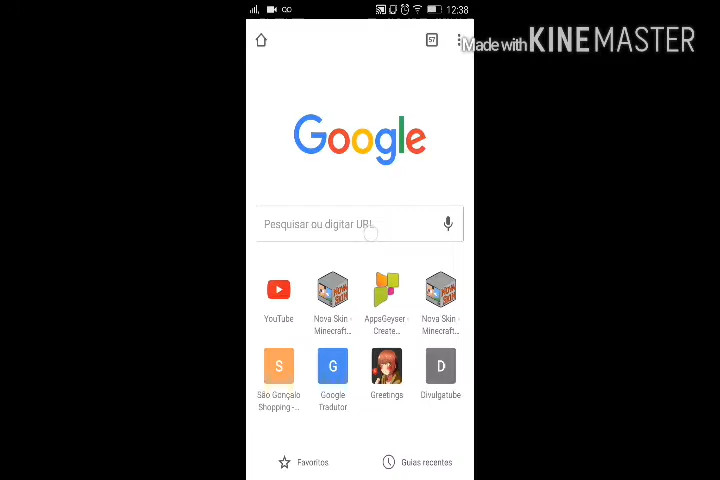 12:38
57
Made with KINEMASTER
Google
Pesquisar ou digitar URL
YouTube
Nova Skin -
Minecraft...
AppsGeyser -
Create...
Nova Skin -
Minecraft...
S
São Gonçalo
Shopping -...
G
Google
Tradutor
Greetings
D
Divulgatube
Favoritos
Guias recentes